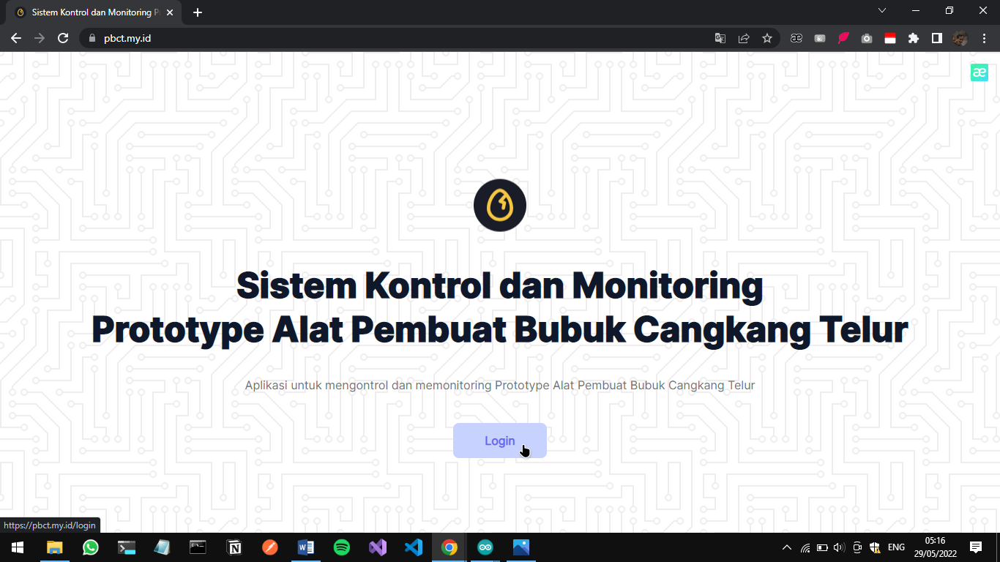 Sistem Kontrol dan Monitoring P
pbct.my.id
æ
æ
Sistem Kontrol dan Monitoring
Prototype Alat Pembuat Bubuk Cangkang Telur
Aplikasi untuk mengontrol dan memonitoring Prototype Alat Pembuat Bubuk Cangkang Telur
Login
https://pbct.my.id/login
ENG
05:16
29/05/2022